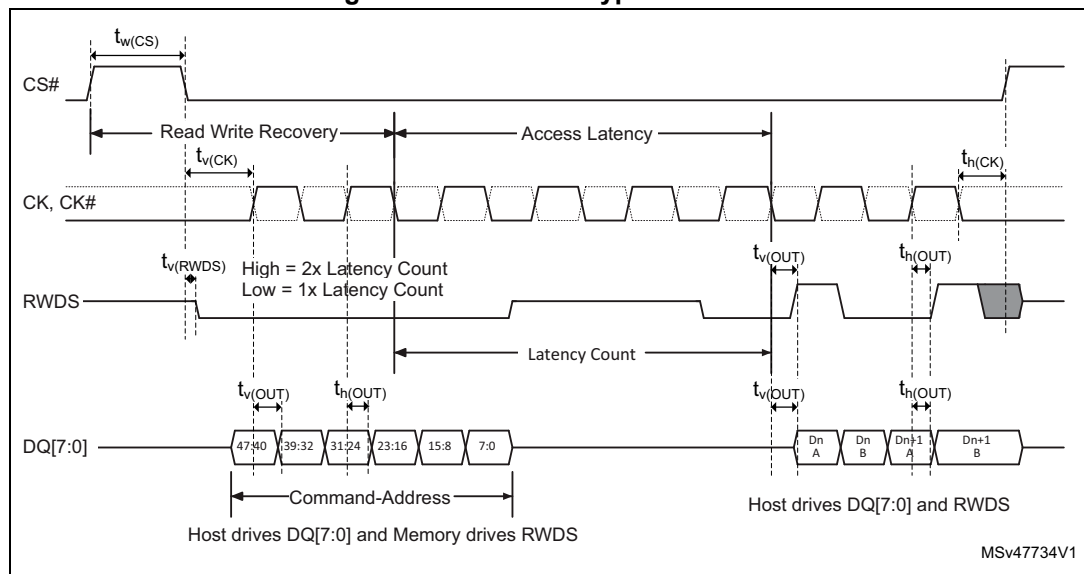 tw(CS)
CS#
Read Write Recovery
Access Latency
tv(CK)
th(CK)
CK, CK#
tv(RWDS)
High = 2x Latency Count
Low = 1x Latency Count
tv(OUT)
th(OUT)
RWDS
Latency Count
tv(OUT)
th(OUT)
tv(OUT)
th(OUT)
DQ[7:0]
47:40
39:32
31:24
23:16
15:8
7:0
Dn
A
Dn
B
Dn+1
A
Dn+1
B
Command-Address
Host drives DQ[7:0] and RWDS
Host drives DQ[7:0] and Memory drives RWDS
MSv47734V1